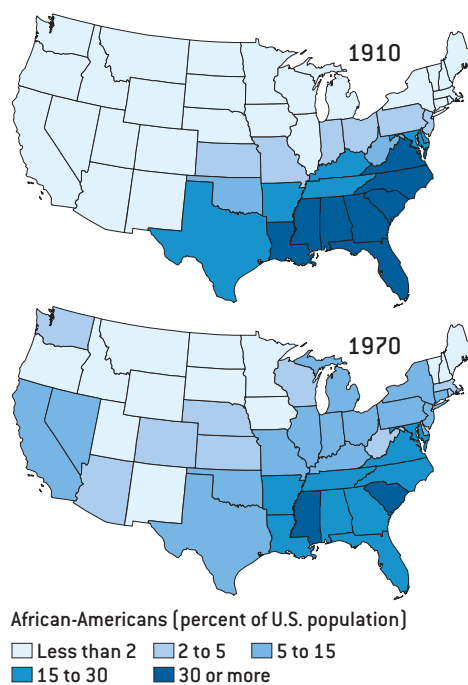 1910
1970
African-Americans (percent of U.S. population)
Less than 2 2 to 5 5 to 15
15 to 30 30 or more